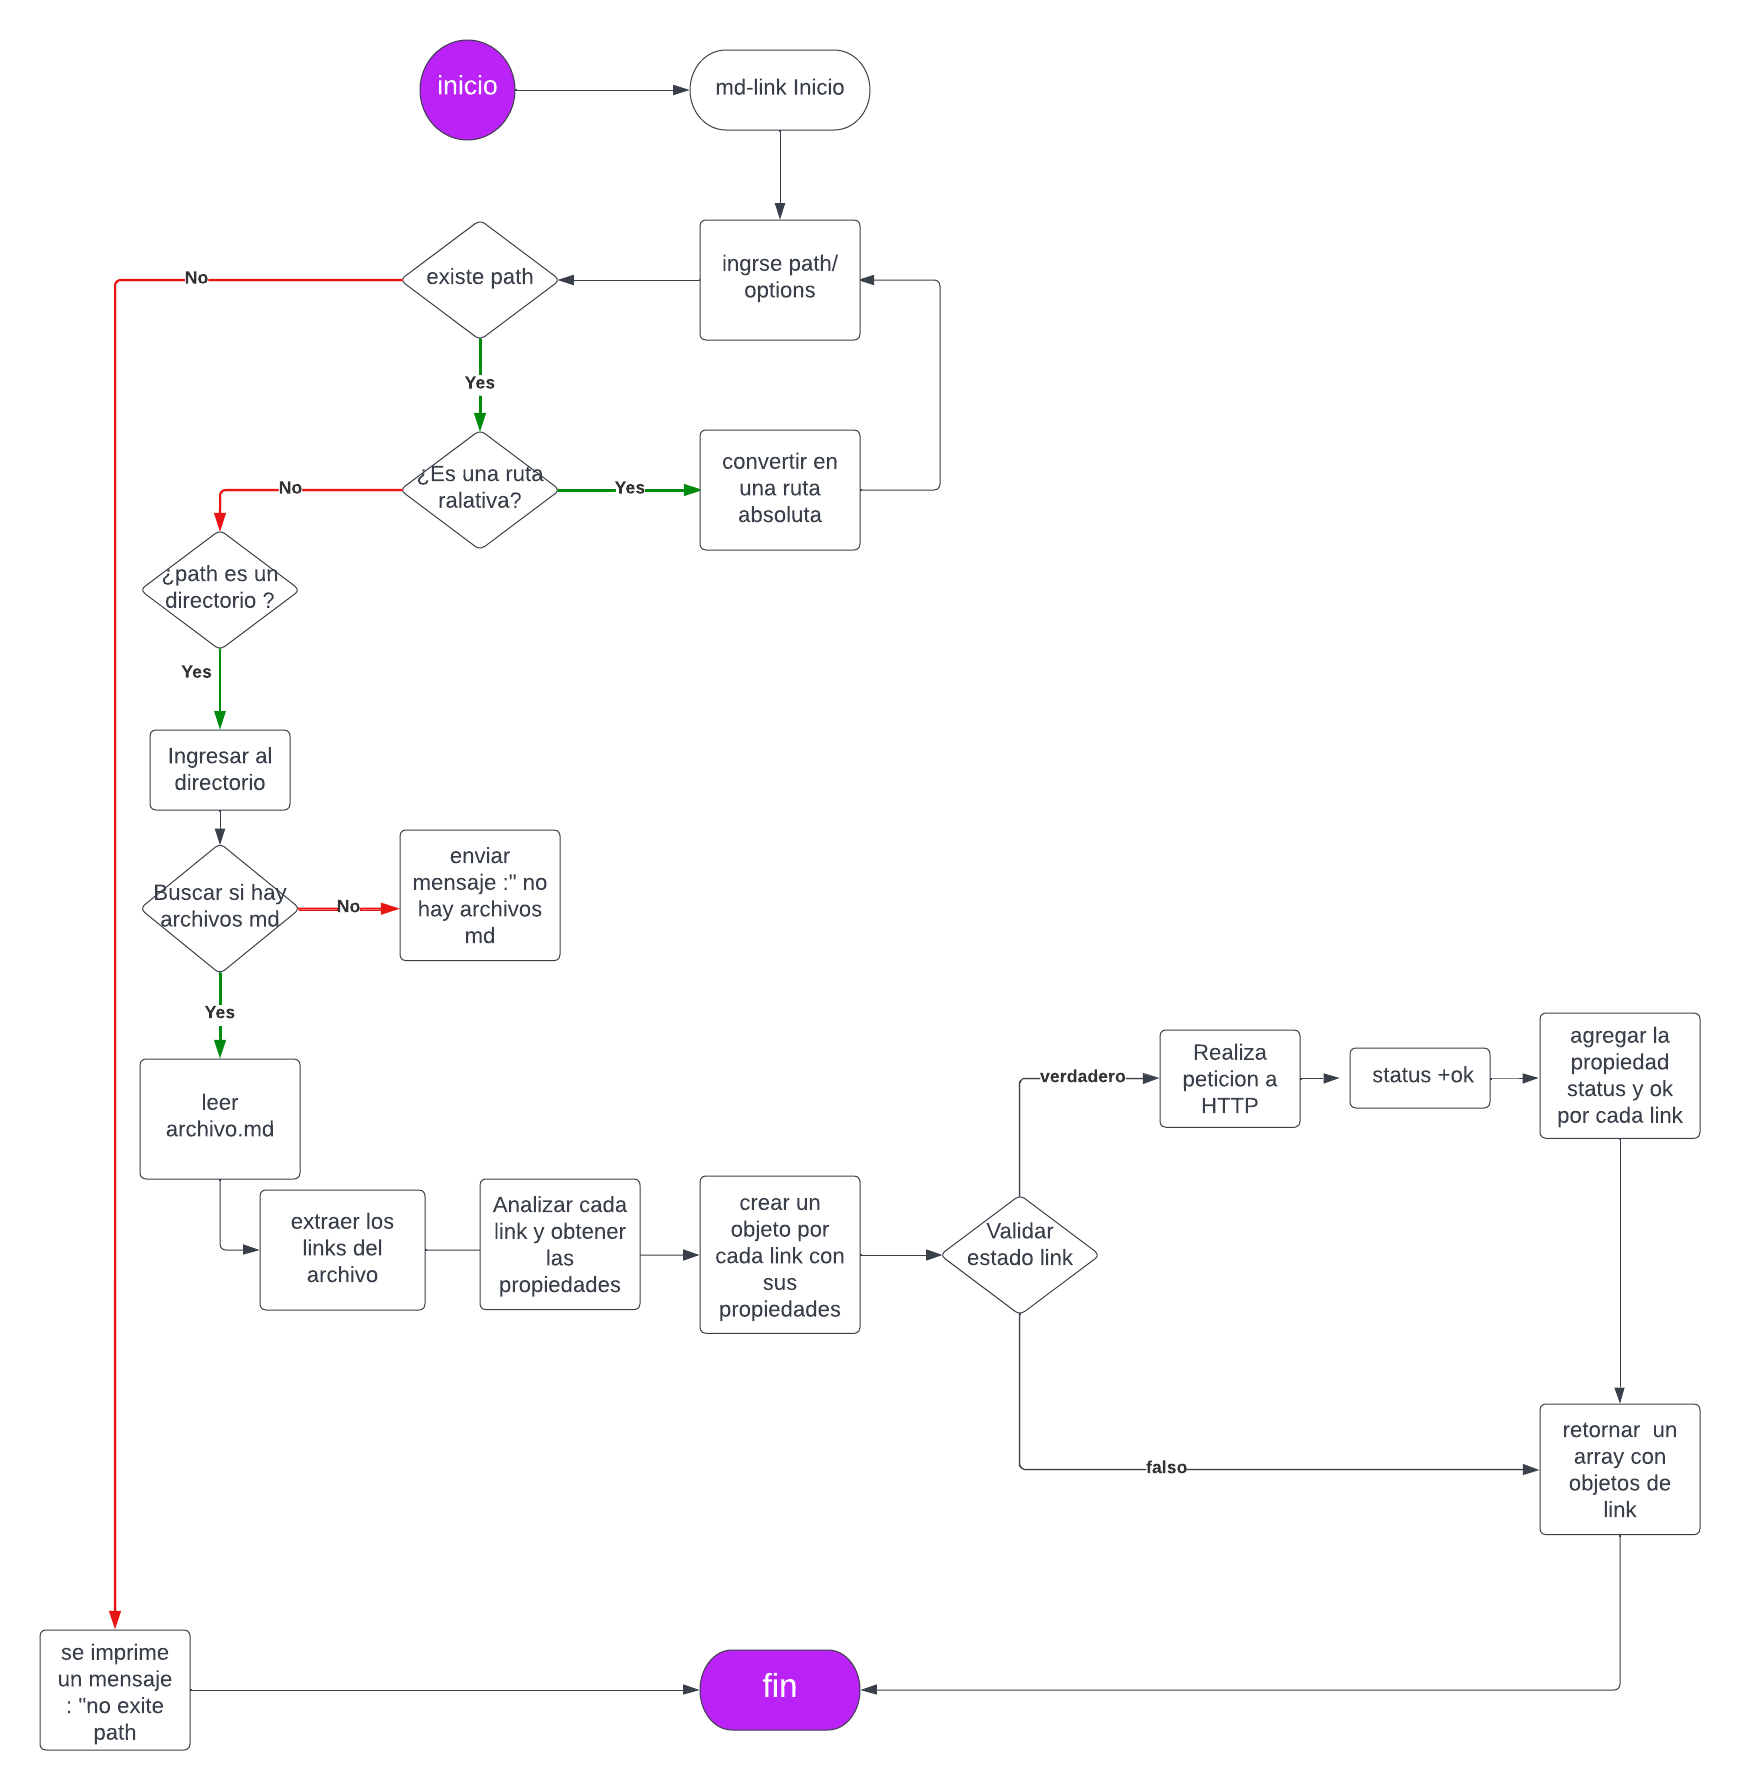 inicio
md-link Inicio
ingrse path/
options
existe path
No
Yes
¿Es una ruta
ralativa?
No
Yes
convertir en
una ruta
absoluta
¿path es un
directorio ?
Yes
Ingresar al
directorio
Buscar si hay
archivos md
No
enviar
mensaje :" no
hay archivos
md
Yes
leer
archivo.md
extraer los
links del
archivo
Analizar cada
link y obtener
las
propiedades
crear un
objeto por
cada link con
sus
propiedades
Validar
estado link
verdadero
Realiza
peticion a
HTTP
status +ok
agregar la
propiedad
status y ok
por cada link
falso
retornar  un
array con
objetos de
link
se imprime
un mensaje
: "no exite
path
fin